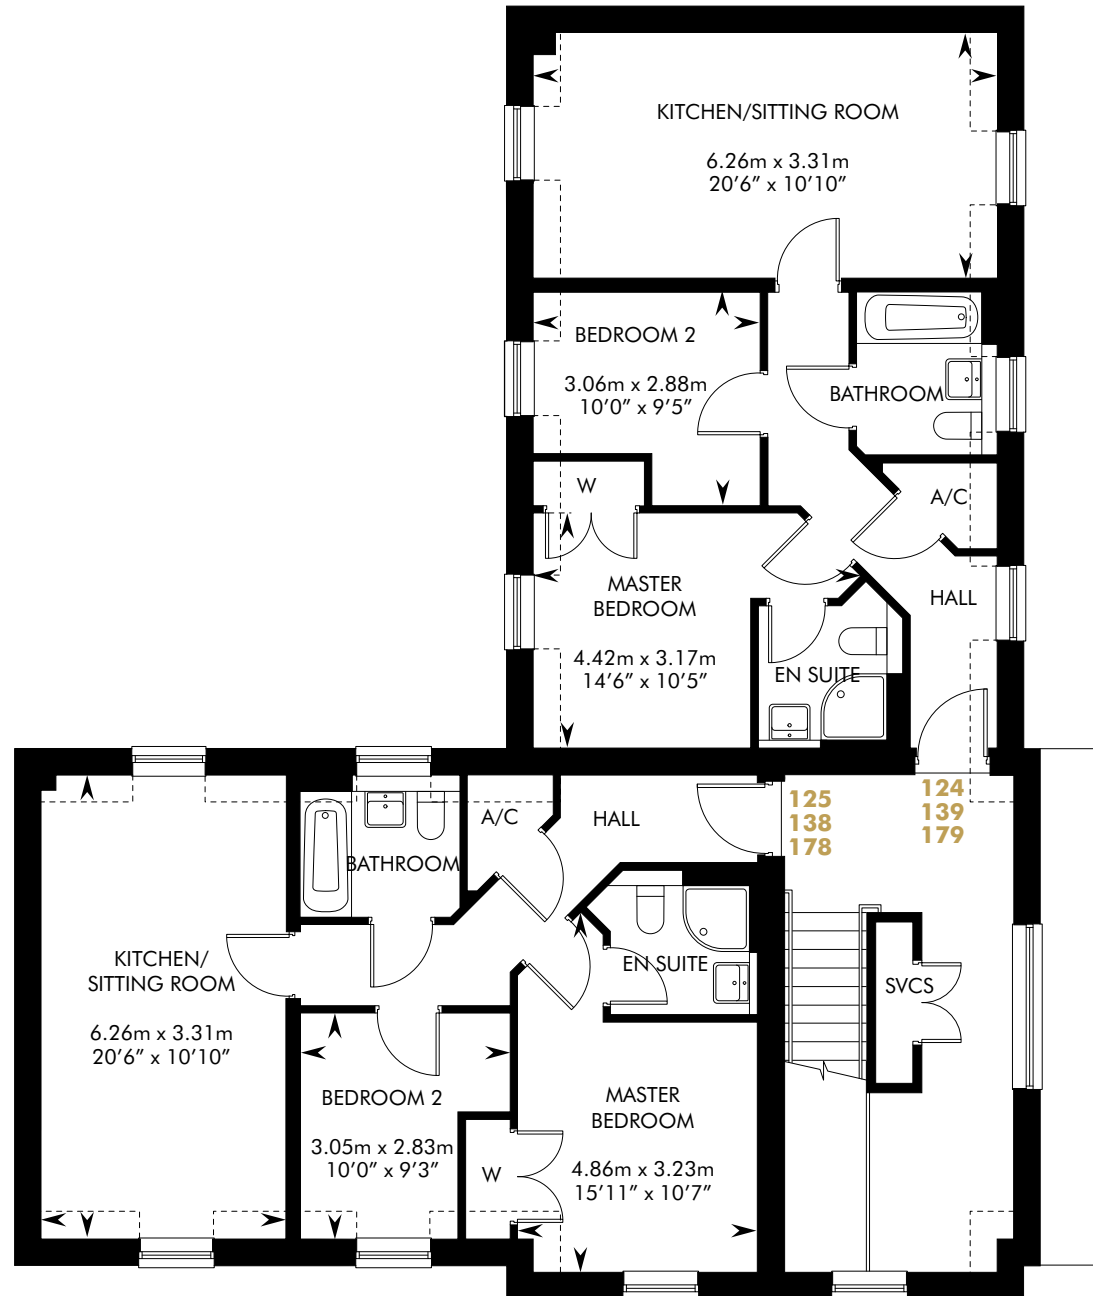 KITCHEN/SITTING ROOM
6.26m x 3.31m
20'6" x 10'10"
BEDROOM 2
3.06m x 2.88m
10'0" x 9'5"
BATHROOM
W
A/C
MASTER
BEDROOM
4.42m x 3.17m
14'6" x 10'5"
HALL
EN SUITE
125
138
178
124
139
179
A/C
HALL
BATHROOM
KITCHEN/
SITTING ROOM
6.26m x 3.31m
20'6" x 10'10"
EN SUITE
SVCS
BEDROOM 2
3.05m x 2.83m
10'0" x 9'3"
W
MASTER
BEDROOM
4.86m x 3.23m
15'11" x 10'7"